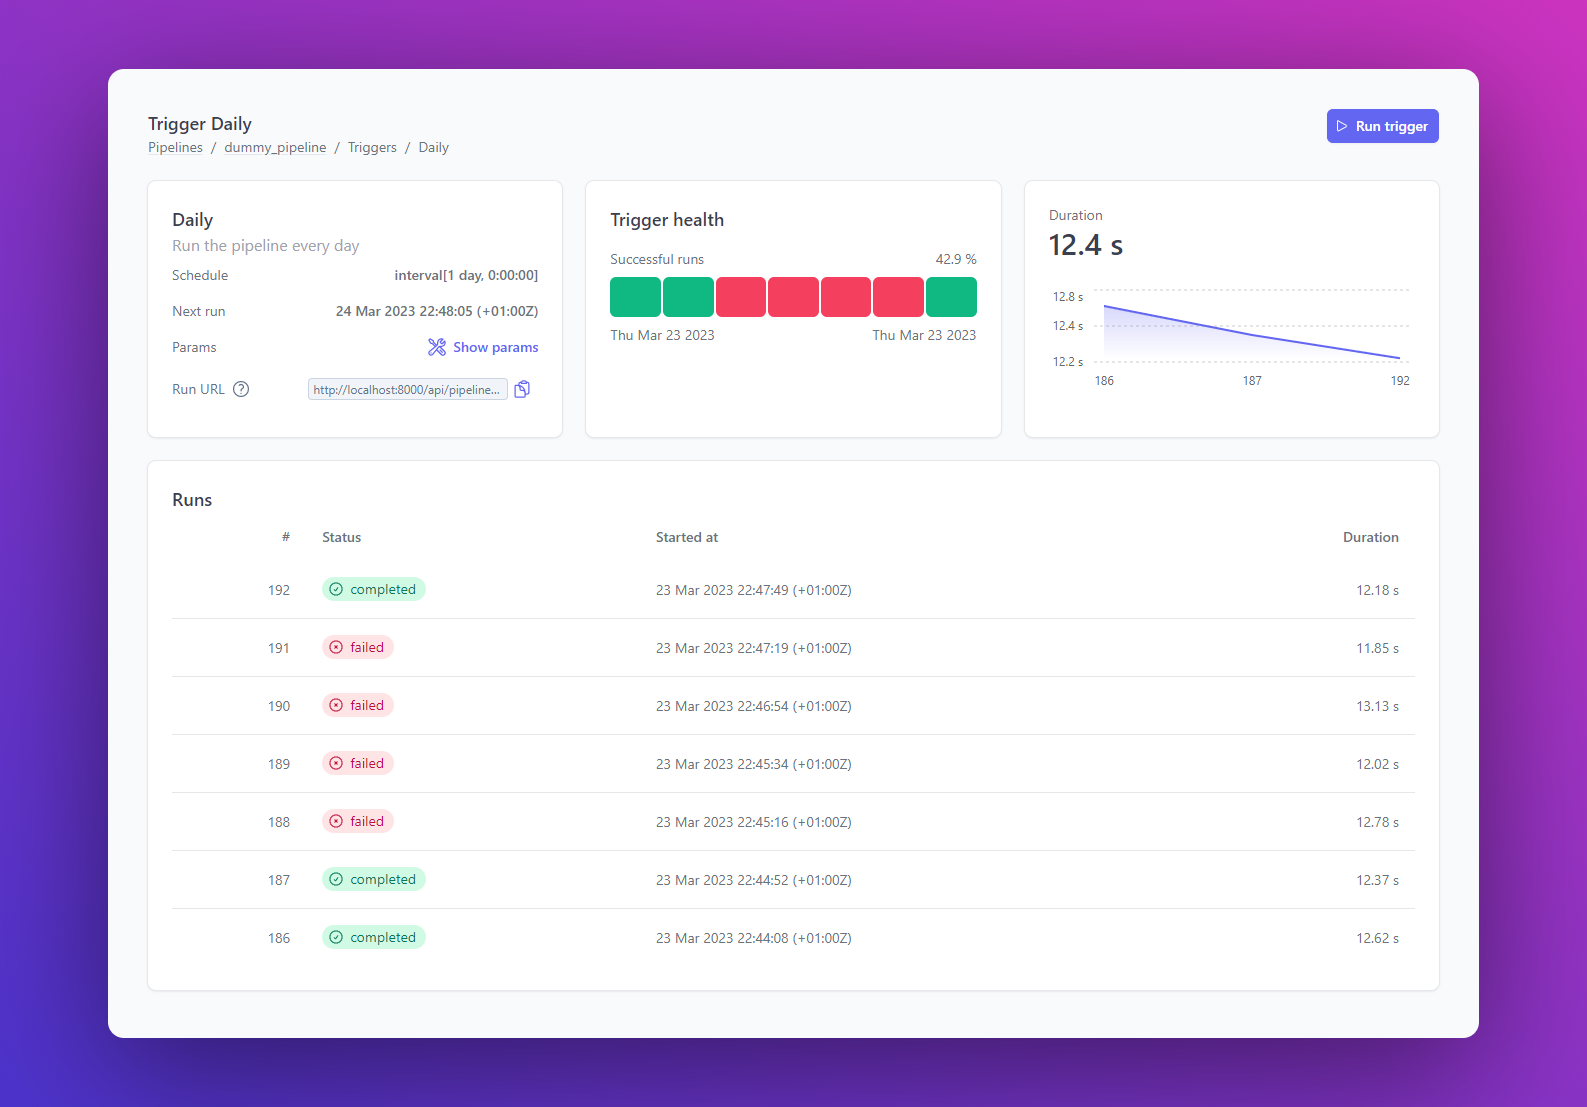 Trigger Daily
Run trigger
Pipelines / dummy_pipeline / Triggers / Daily
Daily
Run the pipeline every day
Schedule interval[1 day, 0:00:00]
Next run 24 Mar 2023 22:48:05 (+01:00Z)
Params Show params
Run URL http://localhost:8000/api/pipeline...
Trigger health
Successful runs 42.9 %
Thu Mar 23 2023 Thu Mar 23 2023
Duration
12.4 s
12.8 s
12.4 s
12.2 s
186 187 192
Runs
# Status Started at Duration
192 completed 23 Mar 2023 22:47:49 (+01:00Z) 12.18 s
191 failed 23 Mar 2023 22:47:19 (+01:00Z) 11.85 s
190 failed 23 Mar 2023 22:46:54 (+01:00Z) 13.13 s
189 failed 23 Mar 2023 22:45:34 (+01:00Z) 12.02 s
188 failed 23 Mar 2023 22:45:16 (+01:00Z) 12.78 s
187 completed 23 Mar 2023 22:44:52 (+01:00Z) 12.37 s
186 completed 23 Mar 2023 22:44:08 (+01:00Z) 12.62 s